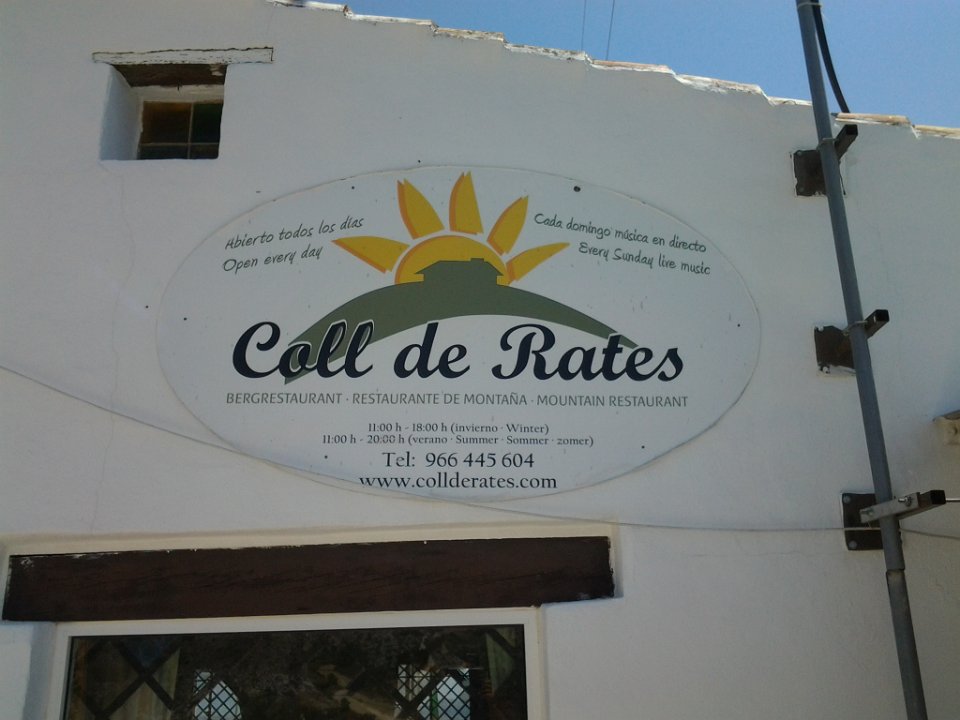 Abierto todos los días
Open every day
Cada domingo música en directo
Every Sunday live music
Coll de Rates
BERGRESTAURANT · RESTAURANTE DE MONTAÑA · MOUNTAIN RESTAURANT
11:00 h - 18:00 h (invierno · Winter)
11:00 h - 20:00 h (verano · Summer · Sommer · zomer)
Tel: 966 445 604
www.collderates.com